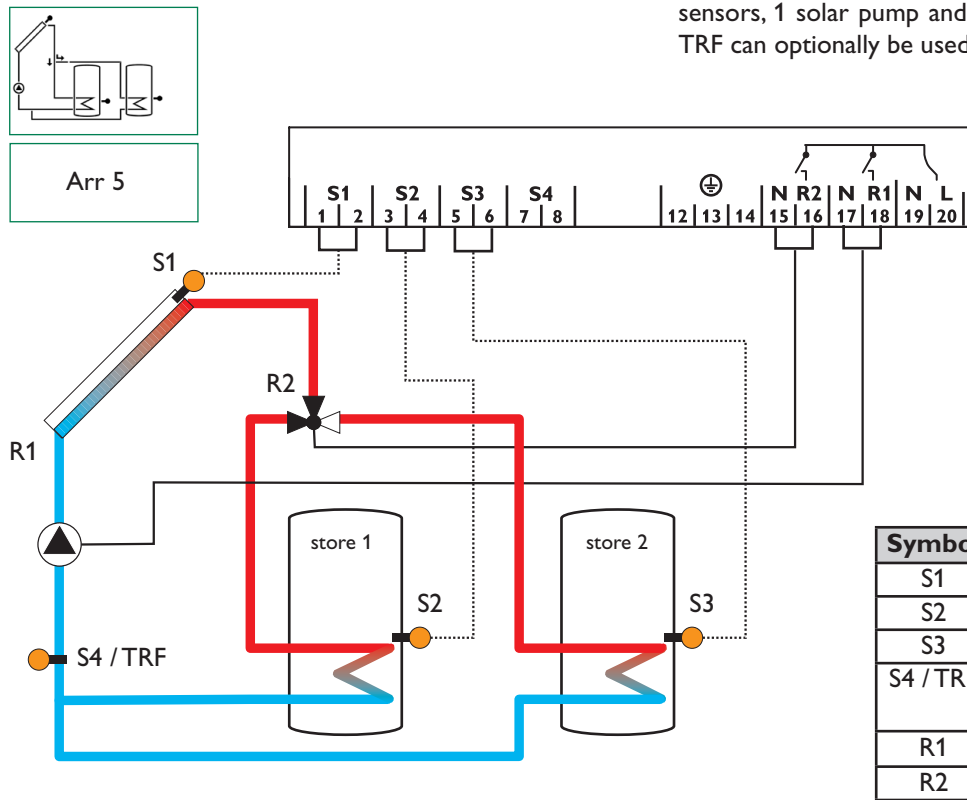 sensors, 1 solar pump and
TRF can optionally be used
Arr 5
S1 S2 S3 S4 N R2 N R1 N L
1 2 3 4 5 6 7 8 12 13 14 15 16 17 18 19 20
S1
R2
R1
store 1
store 2
S2
S3
S4 / TRF
Symbo
S1
S2
S3
S4 / TR
R1
R2